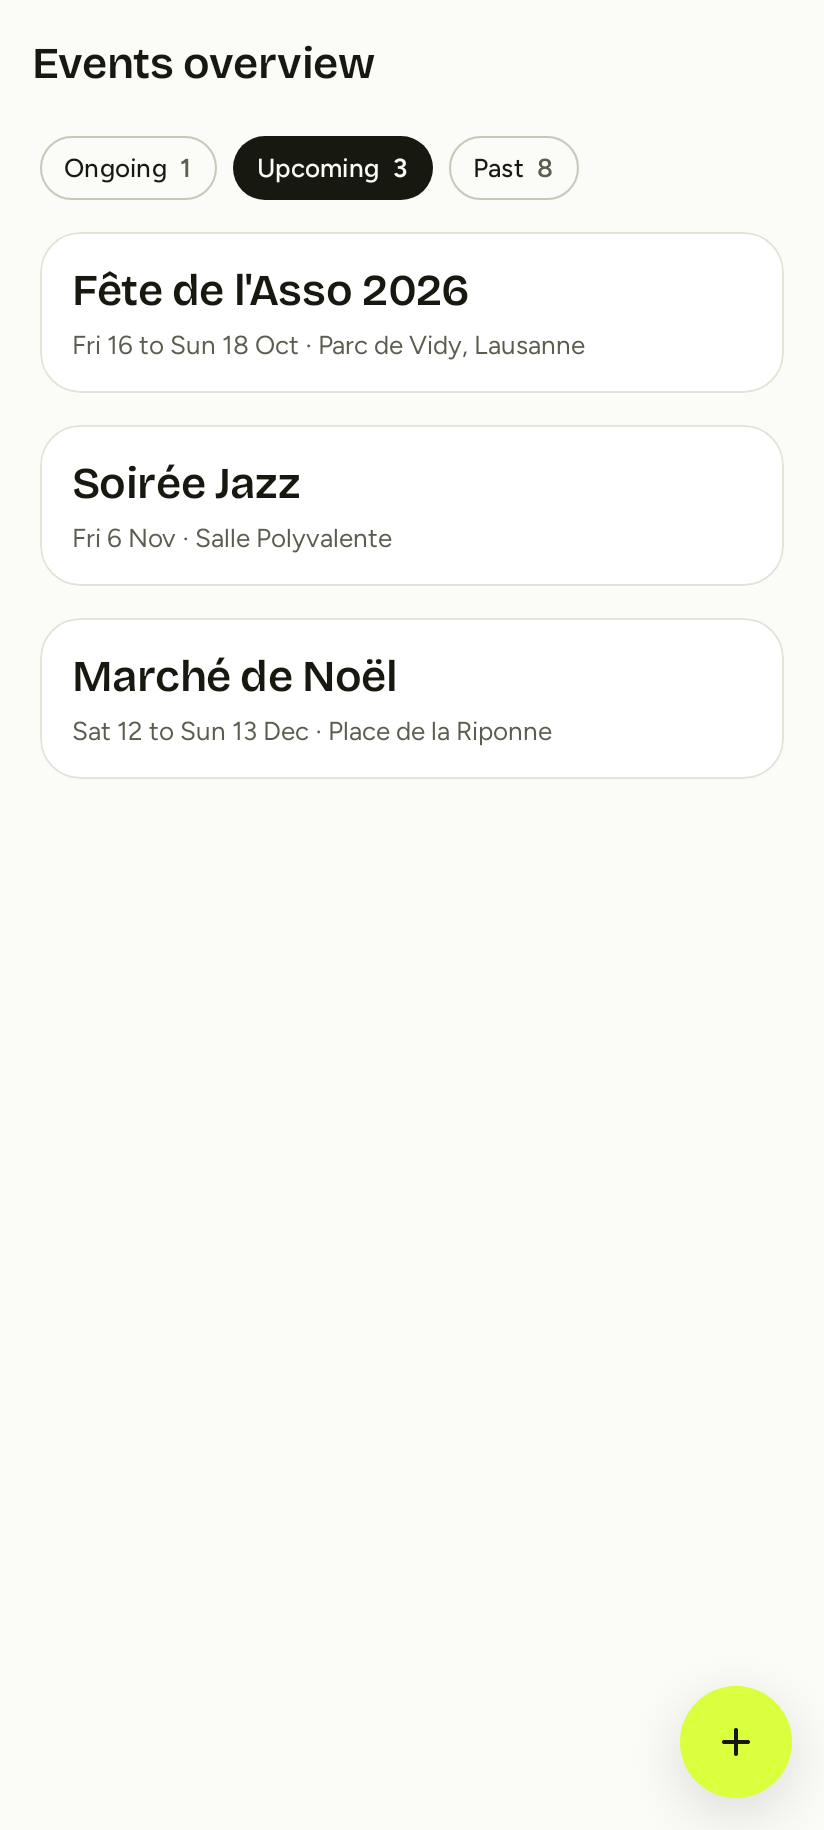 Events overview
Ongoing 1 Upcoming 3 Past 8
Fête de l'Asso 2026
Fri 16 to Sun 18 Oct · Parc de Vidy, Lausanne
Soirée Jazz
Fri 6 Nov · Salle Polyvalente
Marché de Noël
Sat 12 to Sun 13 Dec · Place de la Riponne